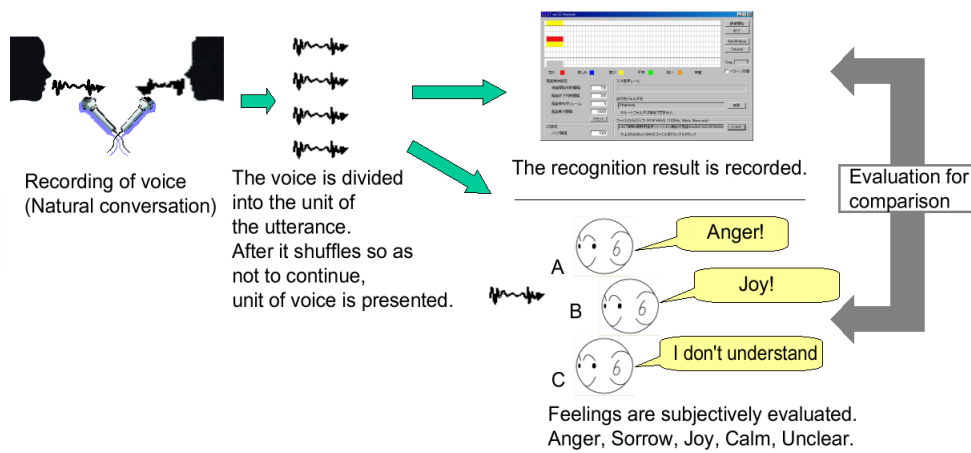 Recording of voice
(Natural conversation)
The voice is divided
into the unit of
the utterance.
After it shuffles so as
not to continue,
unit of voice is presented.
The recognition result is recorded.
A
Anger!
B
Joy!
C
I don't understand
Feelings are subjectively evaluated.
Anger, Sorrow, Joy, Calm, Unclear.
Evaluation for
comparison